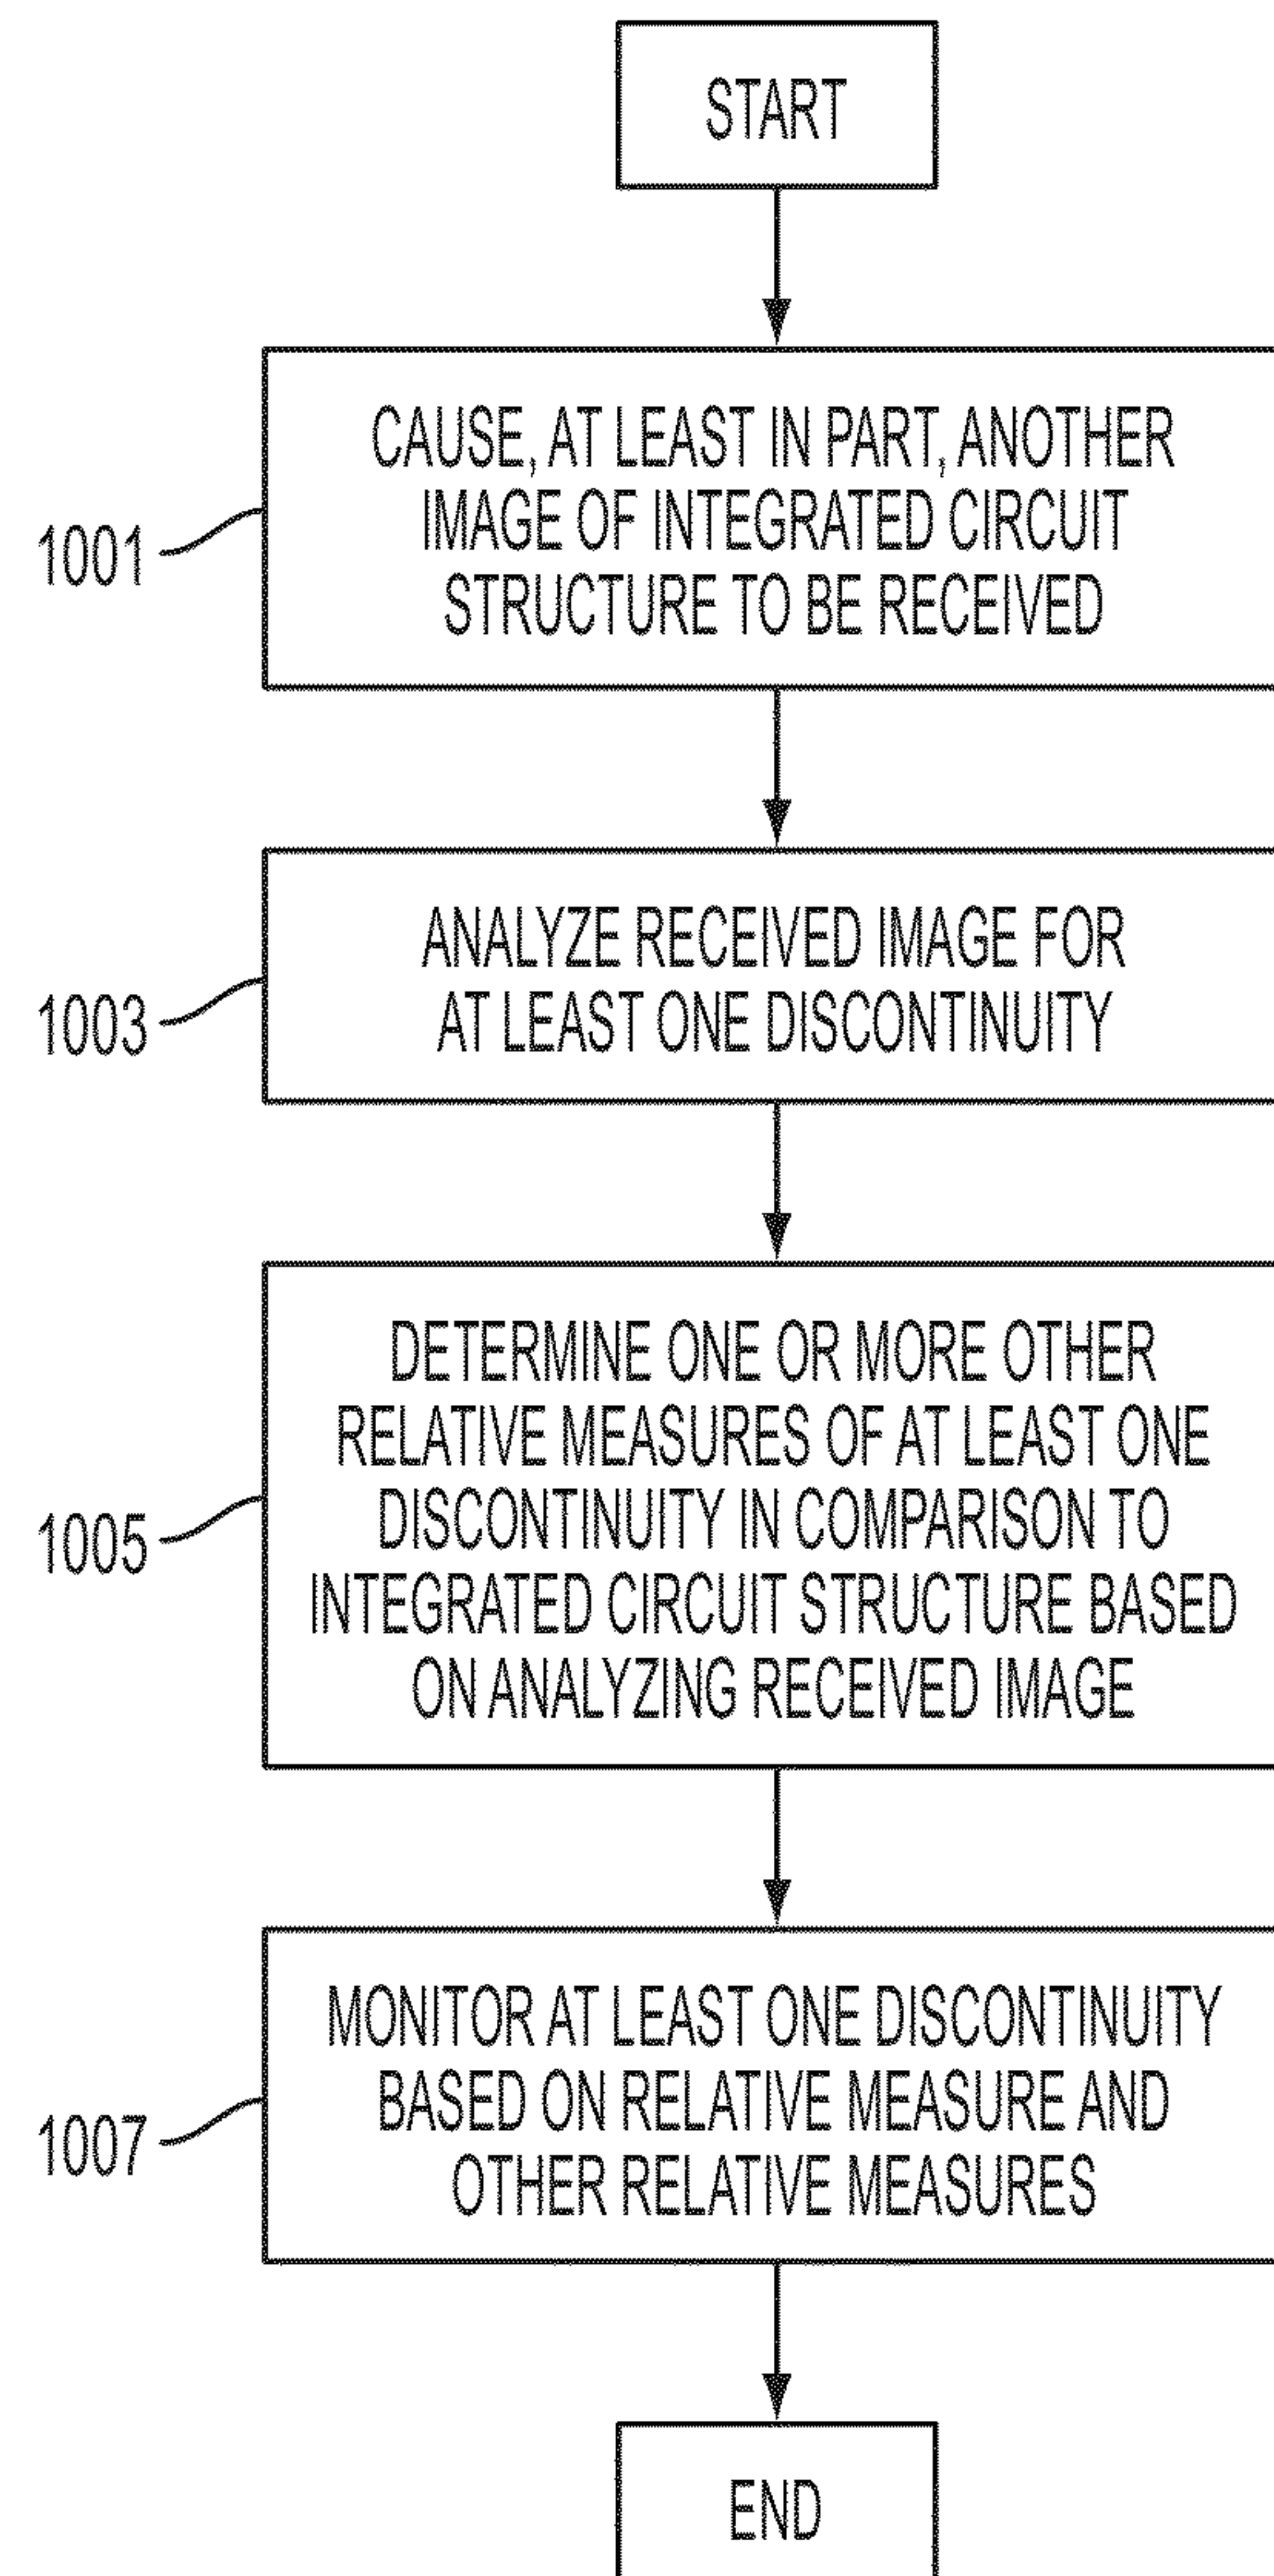 START
CAUSE, AT LEAST IN PART, ANOTHER
IMAGE OF INTEGRATED CIRCUIT
STRUCTURE TO BE RECEIVED
1001
ANALYZE RECEIVED IMAGE FOR
AT LEAST ONE DISCONTINUITY
1003
DETERMINE ONE OR MORE OTHER
RELATIVE MEASURES OF AT LEAST ONE
DISCONTINUITY IN COMPARISON TO
INTEGRATED CIRCUIT STRUCTURE BASED
ON ANALYZING RECEIVED IMAGE
1005
MONITOR AT LEAST ONE DISCONTINUITY
BASED ON RELATIVE MEASURE AND
OTHER RELATIVE MEASURES
1007
END